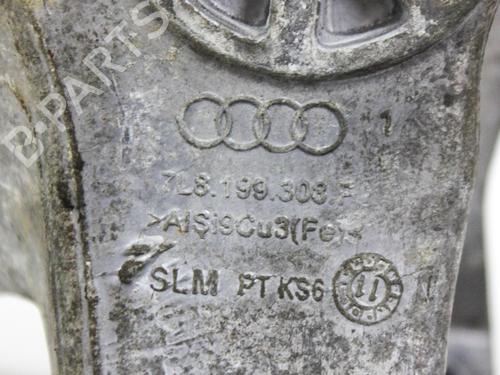 B-PARTS
1
7L8.199.308.F
>AlSi9Cu3(Fe)<
SLM PT KS6 11